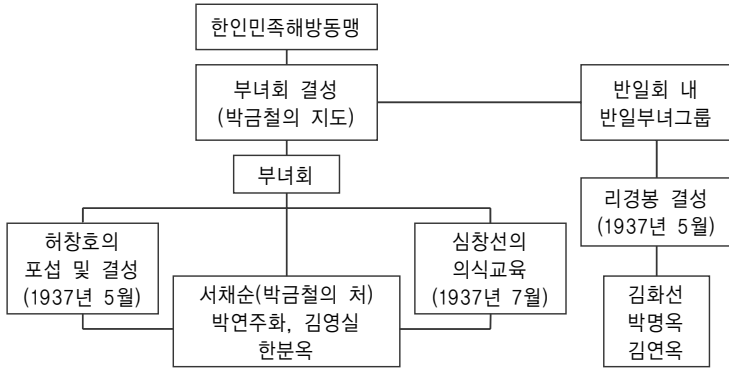 한인민족해방동맹
부녀회 결성
(박금철의 지도)
반일회 내
반일부녀그룹
부녀회
리경봉 결성
(1937년 5월)
허창호의
포섭 및 결성
(1937년 5월)
심창선의
의식교육
(1937년 7월)
서채순(박금철의 처)
박연주화, 김영실
한분옥
김화선
박명옥
김연옥